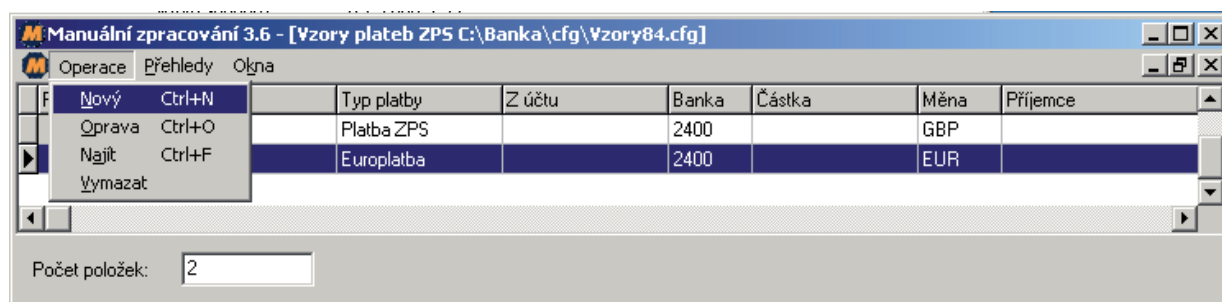 Manuální zpracování 3.6 - [Vzory plateb ZPS C:\Banka\cfg\Vzory84.cfg]
Operace Přehledy Okna
Nový Ctrl+N
Oprava Ctrl+O
Najít Ctrl+F
Vymazat
Typ platby Z účtu Banka Částka Měna Příjemce
Platba ZPS 2400 GBP
Europlatba 2400 EUR
Počet položek: 2